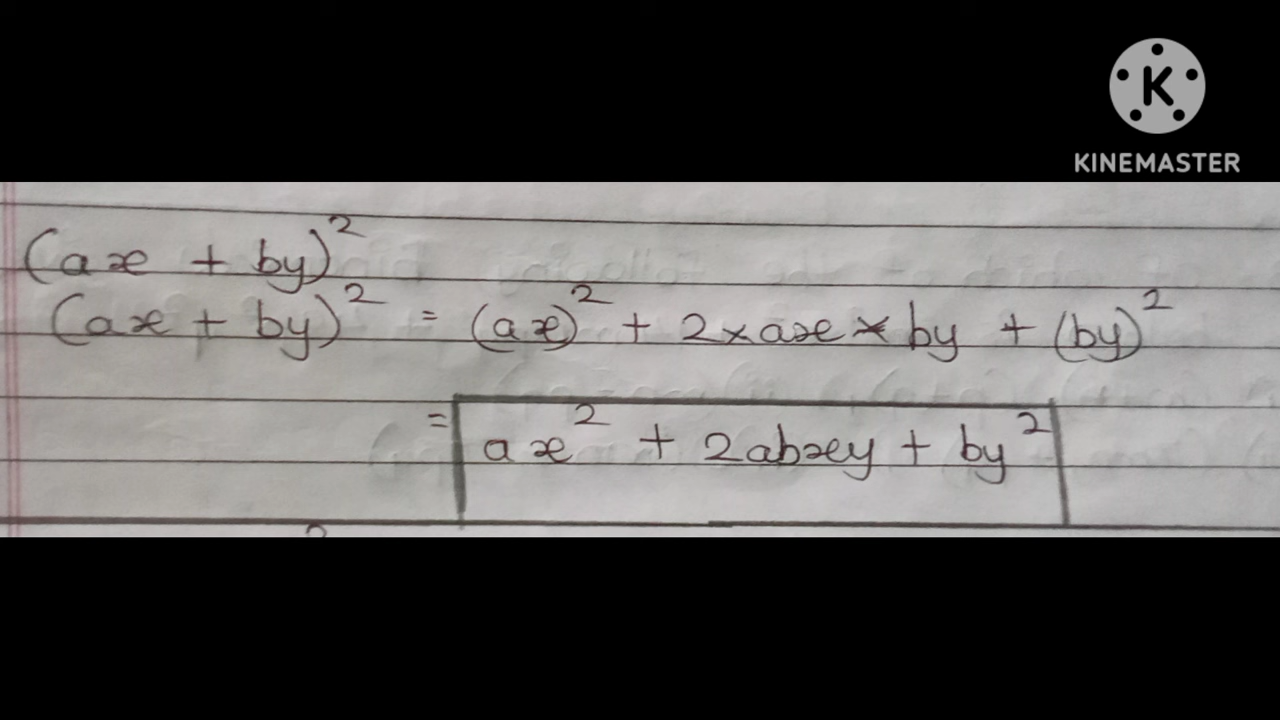 K
KINEMASTER
(ax + by)²
(ax + by)² = (ax)² + 2×ax×by + (by)²
= ax² + 2abxy + by²